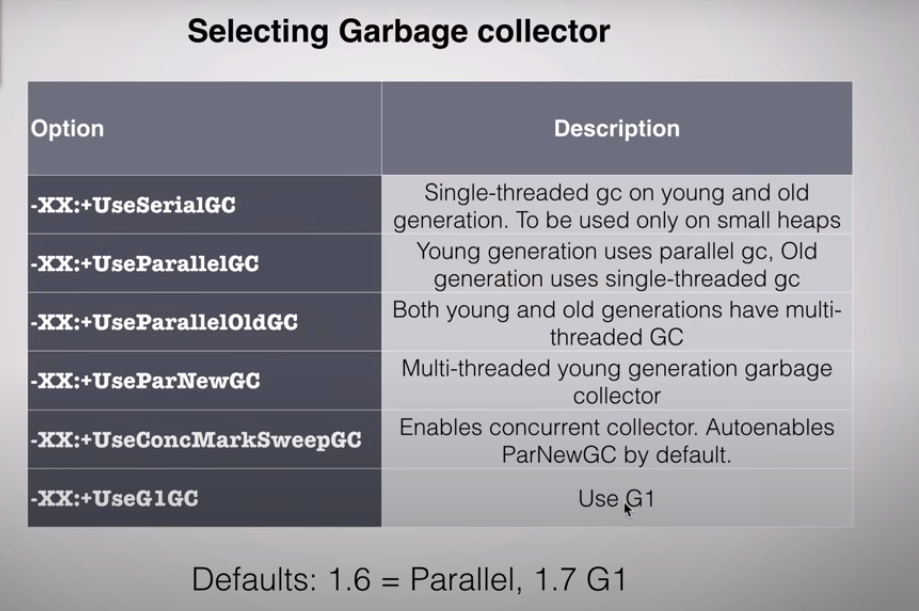 Selecting Garbage collector
Option
Description
-XX:+UseSerialGC
Single-threaded gc on young and old
generation. To be used only on small heaps
-XX:+UseParallelGC
Young generation uses parallel gc, Old
generation uses single-threaded gc
-XX:+UseParallelOldGC
Both young and old generations have multi-
threaded GC
-XX:+UseParNewGC
Multi-threaded young generation garbage
collector
-XX:+UseConcMarkSweepGC
Enables concurrent collector. Autoenables
ParNewGC by default.
-XX:+UseG1GC
Use G1
Defaults: 1.6 = Parallel, 1.7 G1